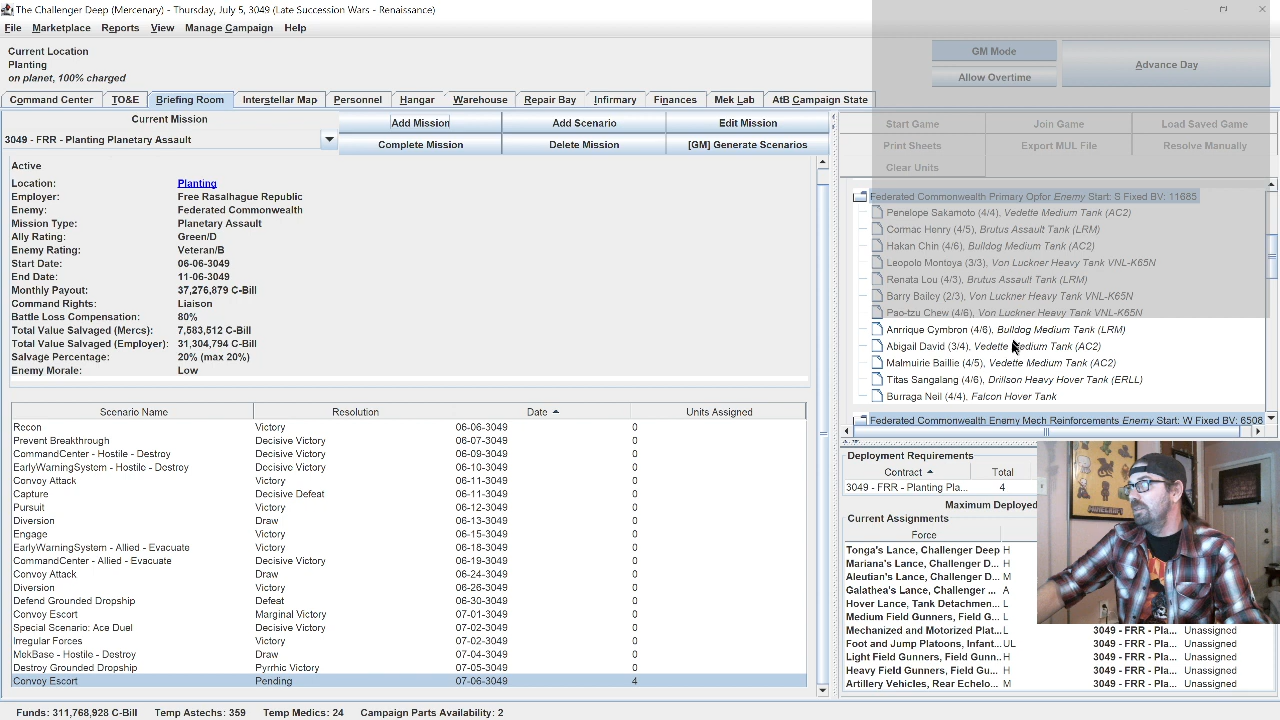 The Challenger Deep (Mercenary) - Thursday, July 5, 3049 (Late Succession Wars - Renaissance)
File Marketplace Reports View Manage Campaign Help
Current Location
Planting
on planet, 100% charged
GM Mode
Advance Day
Allow Overtime
Command Center TO&E Briefing Room Interstellar Map Personnel Hangar Warehouse Repair Bay Infirmary Finances Mek Lab AtB Campaign State
Current Mission
3049 - FRR - Planting Planetary Assault
Add Mission Add Scenario Edit Mission
Complete Mission Delete Mission [GM] Generate Scenarios
Start Game Join Game Load Saved Game
Print Sheets Export MUL File Resolve Manually
Clear Units
Active
Location: Planting
Employer: Free Rasalhague Republic
Enemy: Federated Commonwealth
Mission Type: Planetary Assault
Ally Rating: Green/D
Enemy Rating: Veteran/B
Start Date: 06-06-3049
End Date: 11-06-3049
Monthly Payout: 37,276,879 C-Bill
Command Rights: Liaison
Battle Loss Compensation: 80%
Total Value Salvaged (Mercs): 7,583,512 C-Bill
Total Value Salvaged (Employer): 31,304,794 C-Bill
Salvage Percentage: 20% (max 20%)
Enemy Morale: Low
Federated Commonwealth Primary Opfor Enemy Start: S Fixed BV: 11685
Penelope Sakamoto (4/4), Vedette Medium Tank (AC2)
Cormac Henry (4/5), Brutus Assault Tank (LRM)
Hakan Chin (4/6), Bulldog Medium Tank (AC2)
Leopolo Montoya (3/3), Von Luckner Heavy Tank VNL-K65N
Renata Lou (4/3), Brutus Assault Tank (LRM)
Barry Bailoy (2/3), Von Luckner Heavy Tank VNL-K65N
Pao-tzu Chew (4/6), Von Luckner Heavy Tank VNL-K65N
Anrrique Cymbron (4/6), Bulldog Medium Tank (LRM)
Abigail David (3/4), Vedette Medium Tank (AC2)
Malmuirie Baillie (4/5), Vedette Medium Tank (AC2)
Titas Sangalang (4/6), Drillson Heavy Hover Tank (ERLL)
Burraga Neil (4/4), Falcon Hover Tank
Federated Commonwealth Enemy Mech Reinforcements Enemy Start: W Fixed BV: 6508
Scenario Name Resolution Date Units Assigned
Recon Victory 06-06-3049 0
Prevent Breakthrough Decisive Victory 06-07-3049 0
CommandCenter - Hostile - Destroy Decisive Victory 06-09-3049 0
EarlyWarningSystem - Hostile - Destroy Decisive Victory 06-10-3049 0
Convoy Attack Victory 06-11-3049 0
Capture Decisive Defeat 06-11-3049 0
Pursuit Victory 06-12-3049 0
Diversion Draw 06-13-3049 0
Engage Victory 06-15-3049 0
EarlyWarningSystem - Allied - Evacuate Victory 06-18-3049 0
CommandCenter - Allied - Evacuate Decisive Victory 06-19-3049 0
Convoy Attack Draw 06-24-3049 0
Diversion Victory 06-26-3049 0
Defend Grounded Dropship Defeat 06-30-3049 0
Convoy Escort Marginal Victory 07-01-3049 0
Special Scenario: Ace Duel Decisive Victory 07-02-3049 0
Irregular Forces Victory 07-02-3049 0
MekBase - Hostile - Destroy Draw 07-04-3049 0
Destroy Grounded Dropship Pyrrhic Victory 07-05-3049 0
Convoy Escort Pending 07-06-3049 4
Deployment Requirements
Contract Total
3049 - FRR - Planting Pla... 4
Maximum Deployed
Current Assignments
Force
Tonga's Lance, Challenger Deep H
Mariana's Lance, Challenger D... H
Aleutian's Lance, Challenger D... M
Galathea's Lance, Challenger ... A
Hover Lance, Tank Detachmen... L
Medium Field Gunners, Field G... L
Mechanized and Motorized Plat... L 3049 - FRR - Pla... Unassigned
Foot and Jump Platoons, Infant... UL 3049 - FRR - Pla... Unassigned
Light Field Gunners, Field Gunn... H 3049 - FRR - Pla... Unassigned
Heavy Field Gunners, Field Gun... H 3049 - FRR - Pla... Unassigned
Artillery Vehicles, Rear Echelo... M 3049 - FRR - Pla... Unassigned
Funds: 311,768,928 C-Bill Temp Astechs: 359 Temp Medics: 24 Campaign Parts Availability: 2